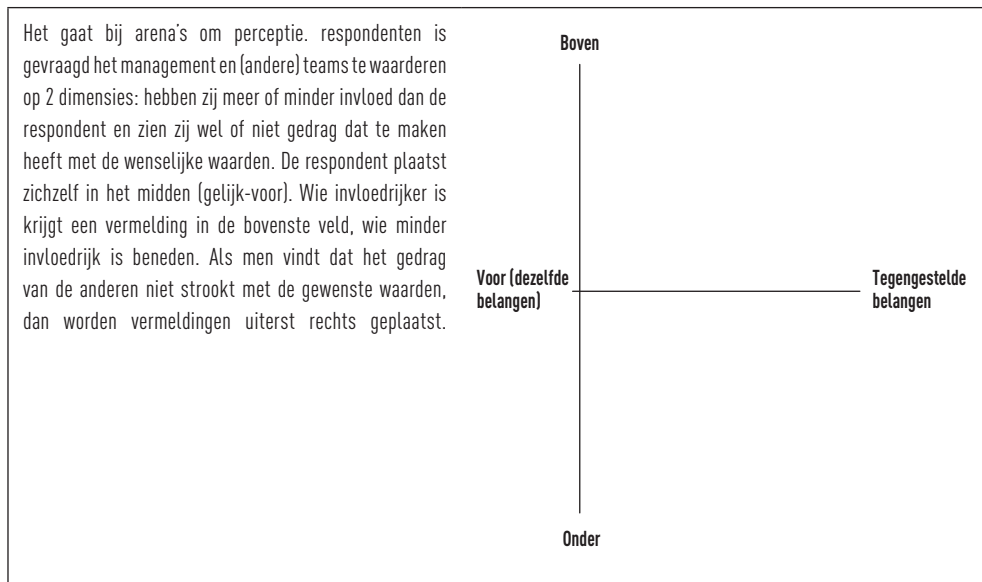 Het gaat bij arena's om perceptie. respondenten is
gevraagd het management en (andere) teams te waarderen
op 2 dimensies: hebben zij meer of minder invloed dan de
respondent en zien zij wel of niet gedrag dat te maken
heeft met de wenselijke waarden. De respondent plaatst
zichzelf in het midden (gelijk-voor). Wie invloedrijker is
krijgt een vermelding in de bovenste veld, wie minder
invloedrijk is beneden. Als men vindt dat het gedrag
van de anderen niet strookt met de gewenste waarden,
dan worden vermeldingen uiterst rechts geplaatst.
Boven
Voor (dezelfde
belangen)
Tegengestelde
belangen
Onder